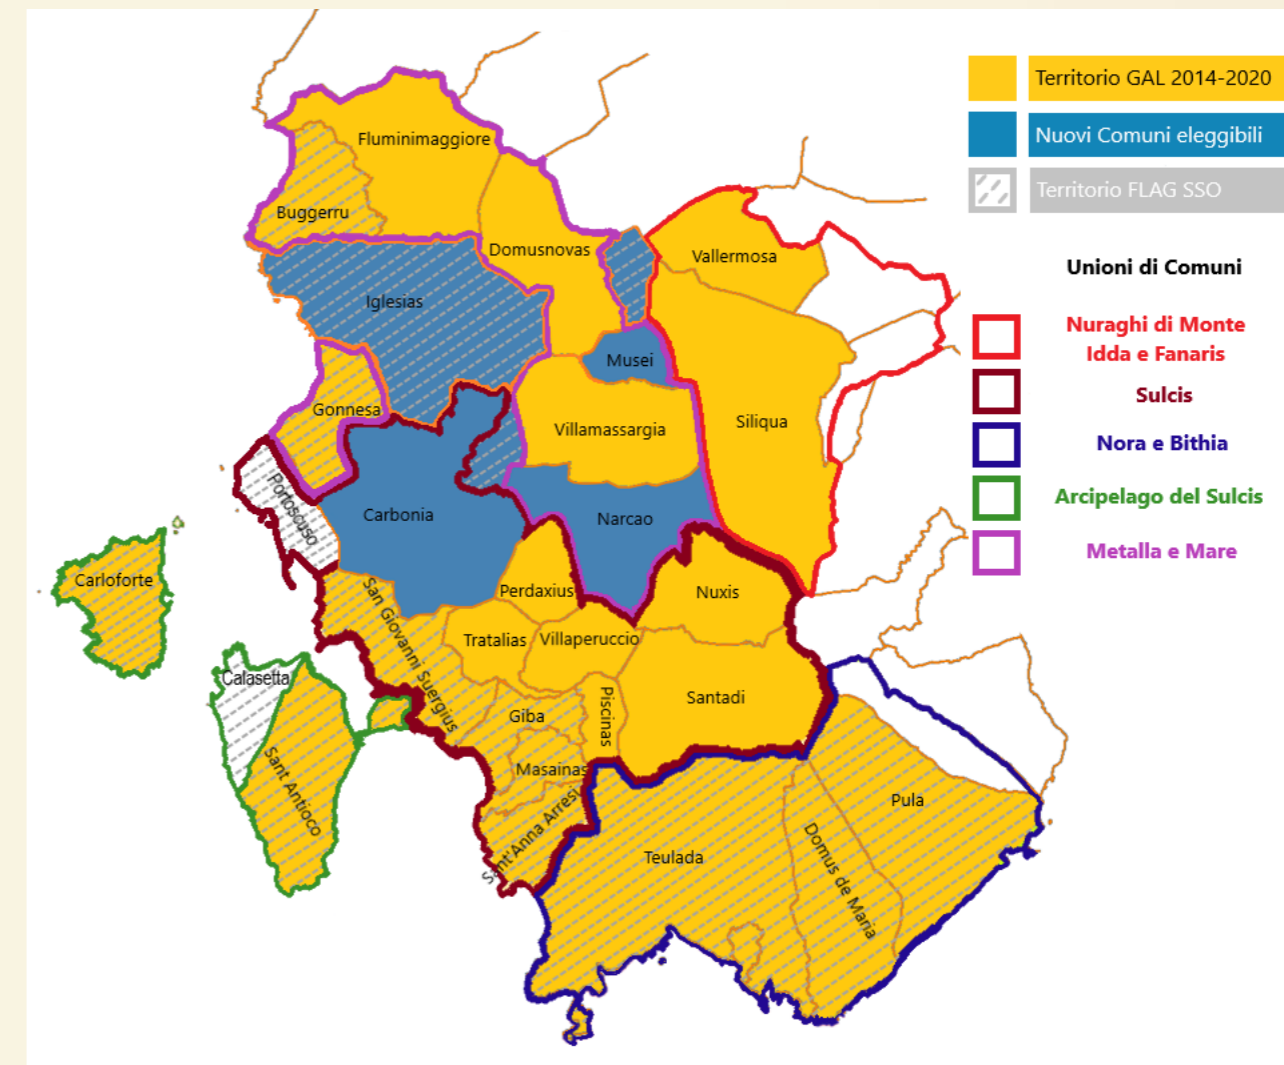 Territorio GAL 2014-2020
Nuovi Comuni eleggibili
Territorio FLAG SSO
Unioni di Comuni
Nuraghi di Monte
Idda e Fanaris
Sulcis
Nora e Bithia
Arcipelago del Sulcis
Metalla e Mare
Fluminimaggiore
Buggerru
Domusnovas
Vallermosa
Iglesias
Musei
Gonnesa
Villamassargia
Siliqua
Portoscuso
Carbonia
Narcao
Carloforte
San Giovanni Suergius
Perdaxius
Nuxis
Tratalias
Villaperuccio
Calasetta
Santadi
Giba
Piscinas
Masainas
Sant Antioco
Sant'Anna Arresi
Teulada
Domus de Maria
Pula